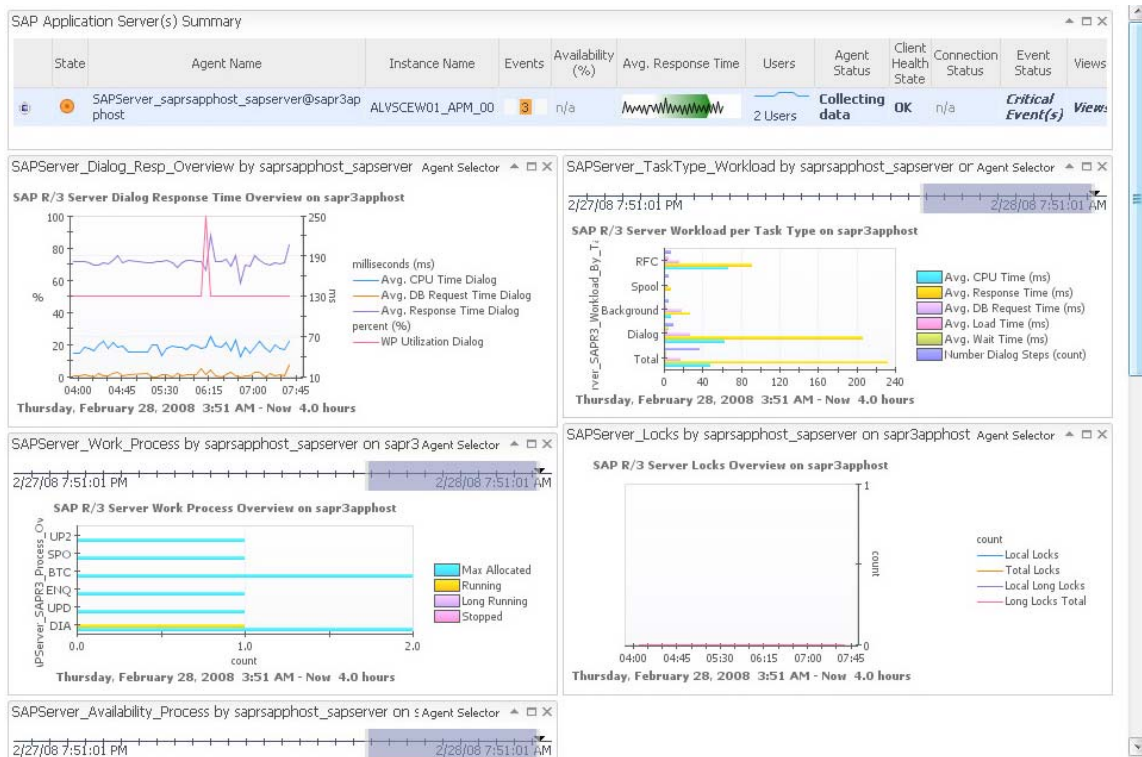 SAP Application Server(s) Summary
State Agent Name Instance Name Events Availability (%) Avg. Response Time Users Agent Status Client Health State Connection Status Event Status Views
SAPServer_saprsapphost_sapserver@sapr3apphost ALVSCEW01_APM_00 3 n/a 2 Users Collecting data OK n/a Critical Event(s) Views
SAPServer_Dialog_Resp_Overview by saprsapphost_sapserver Agent Selector
SAP R/3 Server Dialog Response Time Overview on sapr3apphost
100 250
80 190
60
% 130 ms
40
70
20
0 10
04:00 04:45 05:30 06:15 07:00 07:45
milliseconds (ms)
Avg. CPU Time Dialog
Avg. DB Request Time Dialog
Avg. Response Time Dialog
percent (%)
WP Utilization Dialog
Thursday, February 28, 2008 3:51 AM - Now 4.0 hours
SAPServer_TaskType_Workload by saprsapphost_sapserver or Agent Selector
2/27/08 7:51:01 PM 2/28/08 7:51:01 AM
SAP R/3 Server Workload per Task Type on sapr3apphost
rver_SAPR3_Workload_By_Ta
RFC
Spool
Background
Dialog
Total
0 40 80 120 160 200 240
Avg. CPU Time (ms)
Avg. Response Time (ms)
Avg. DB Request Time (ms)
Avg. Load Time (ms)
Avg. Wait Time (ms)
Number Dialog Steps (count)
Thursday, February 28, 2008 3:51 AM - Now 4.0 hours
SAPServer_Work_Process by saprsapphost_sapserver on sapr3 Agent Selector
2/27/08 7:51:01 PM 2/28/08 7:51:01 AM
SAP R/3 Server Work Process Overview on sapr3apphost
PServer_SAPR3_Process_Ov
UP2
SPO
BTC
ENQ
UPD
DIA
0.0 1.0 2.0
count
Max Allocated
Running
Long Running
Stopped
Thursday, February 28, 2008 3:51 AM - Now 4.0 hours
SAPServer_Locks by saprsapphost_sapserver on sapr3apphost Agent Selector
SAP R/3 Server Locks Overview on sapr3apphost
1
count
0
04:00 04:45 05:30 06:15 07:00 07:45
count
Local Locks
Total Locks
Local Long Locks
Long Locks Total
Thursday, February 28, 2008 3:51 AM - Now 4.0 hours
SAPServer_Availability_Process by saprsapphost_sapserver on s Agent Selector
2/27/08 7:51:01 PM 2/28/08 7:51:01 AM